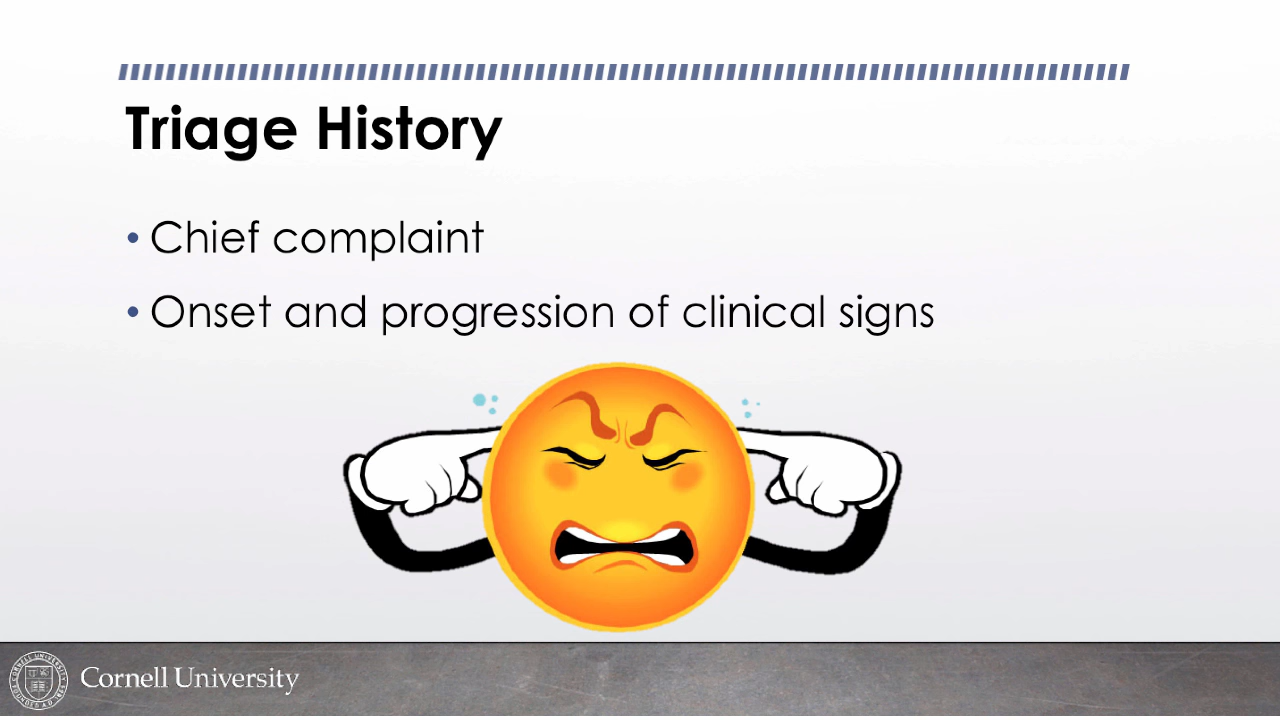 Triage History
• Chief complaint
• Onset and progression of clinical signs
Cornell University